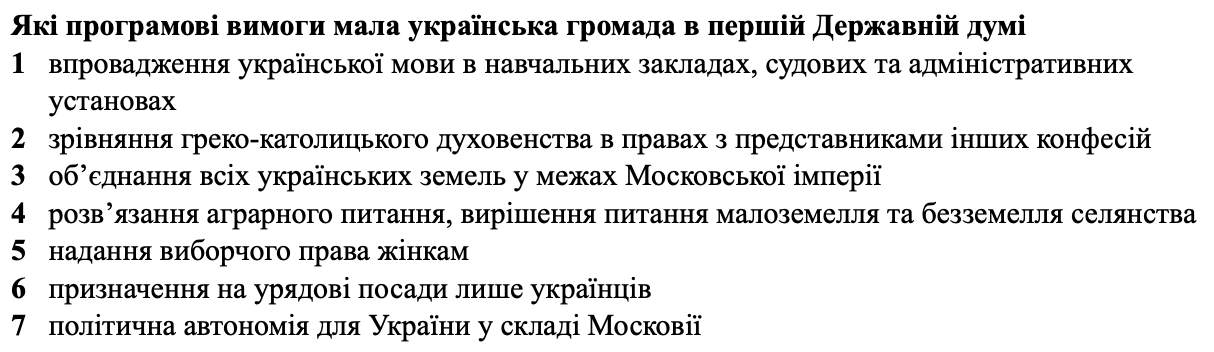 Які програмові вимоги мала українська громада в першій Державній думі
1 впровадження української мови в навчальних закладах, судових та адміністративних
установах
2 зрівняння греко-католицького духовенства в правах з представниками інших конфесій
3 об’єднання всіх українських земель у межах Московської імперії
4 розв’язання аграрного питання, вирішення питання малоземелля та безземелля селянства
5 надання виборчого права жінкам
6 призначення на урядові посади лише українців
7 політична автономія для України у складі Московії